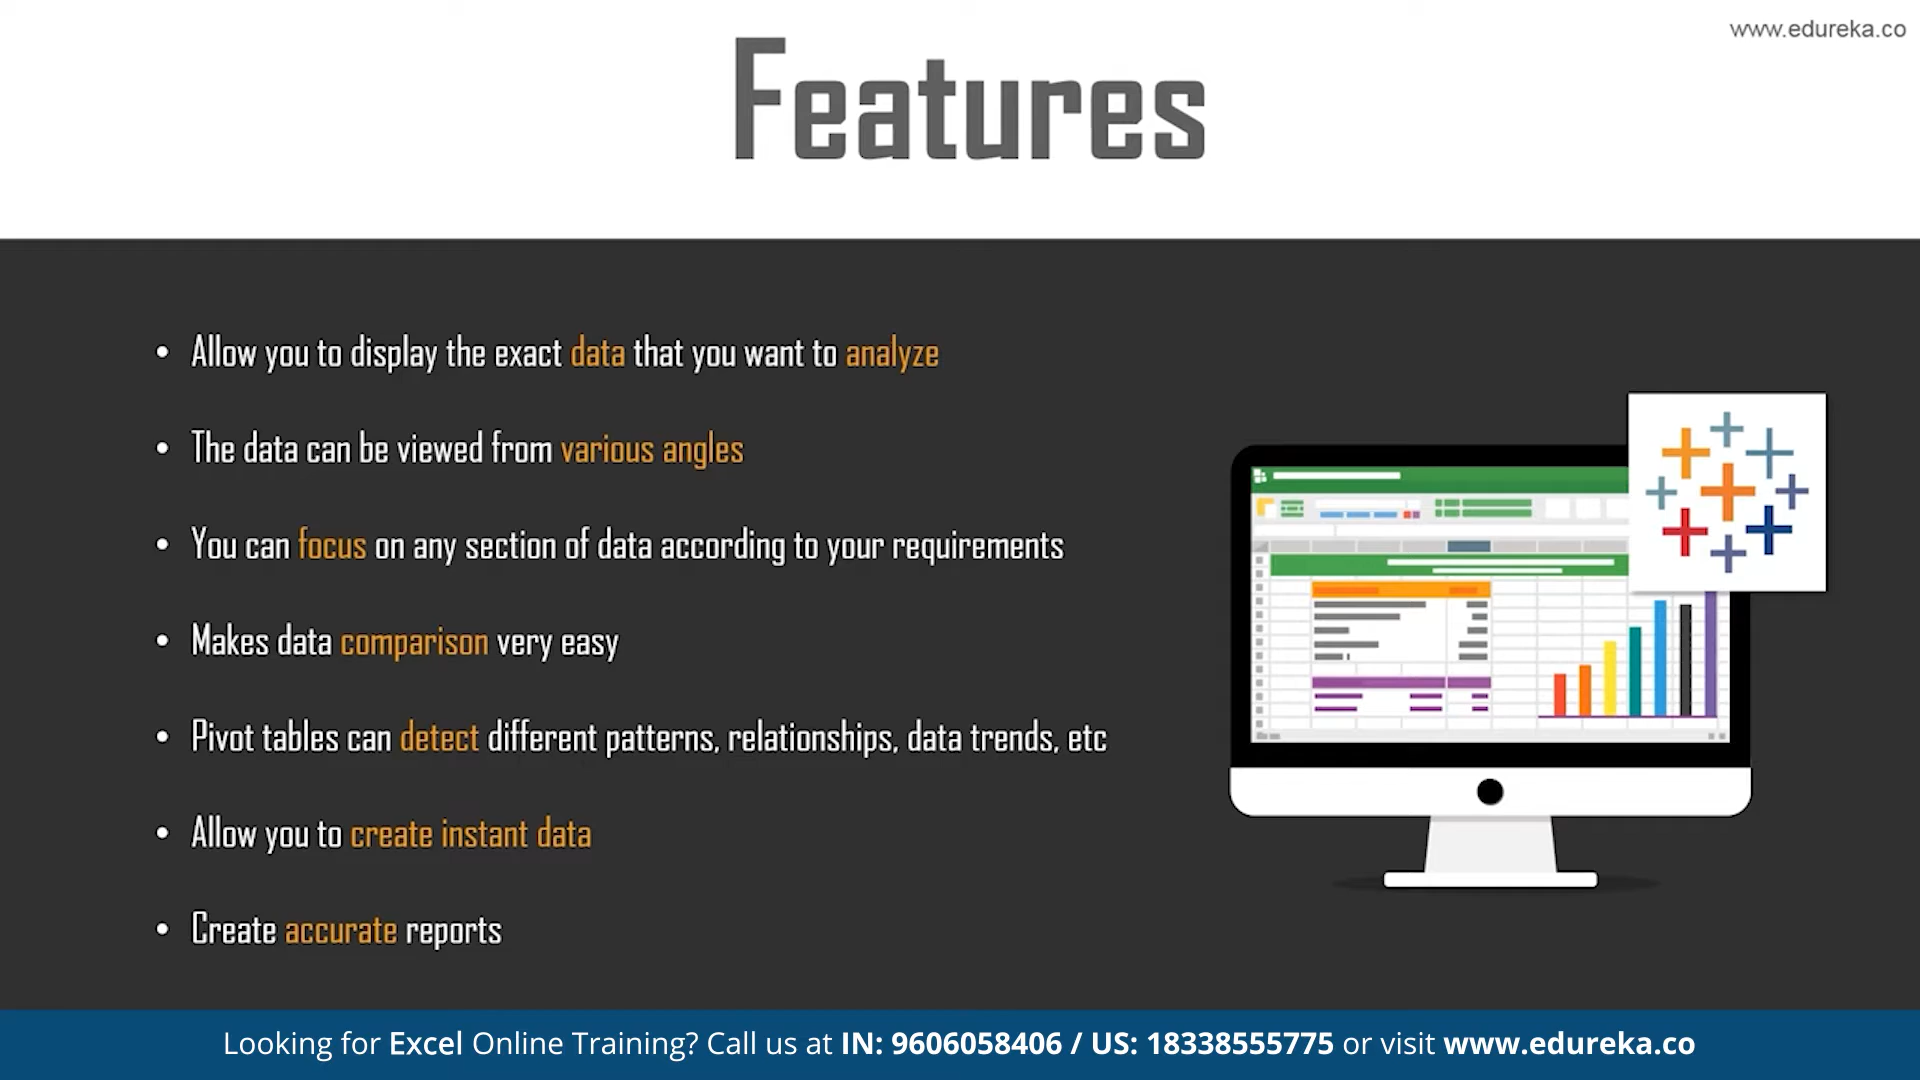 www.edureka.co
Features
• Allow you to display the exact data that you want to analyze
• The data can be viewed from various angles
• You can focus on any section of data according to your requirements
• Makes data comparison very easy
• Pivot tables can detect different patterns, relationships, data trends, etc
• Allow you to create instant data
• Create accurate reports
Looking for Excel Online Training? Call us at IN: 9606058406 / US: 18338555775 or visit www.edureka.co